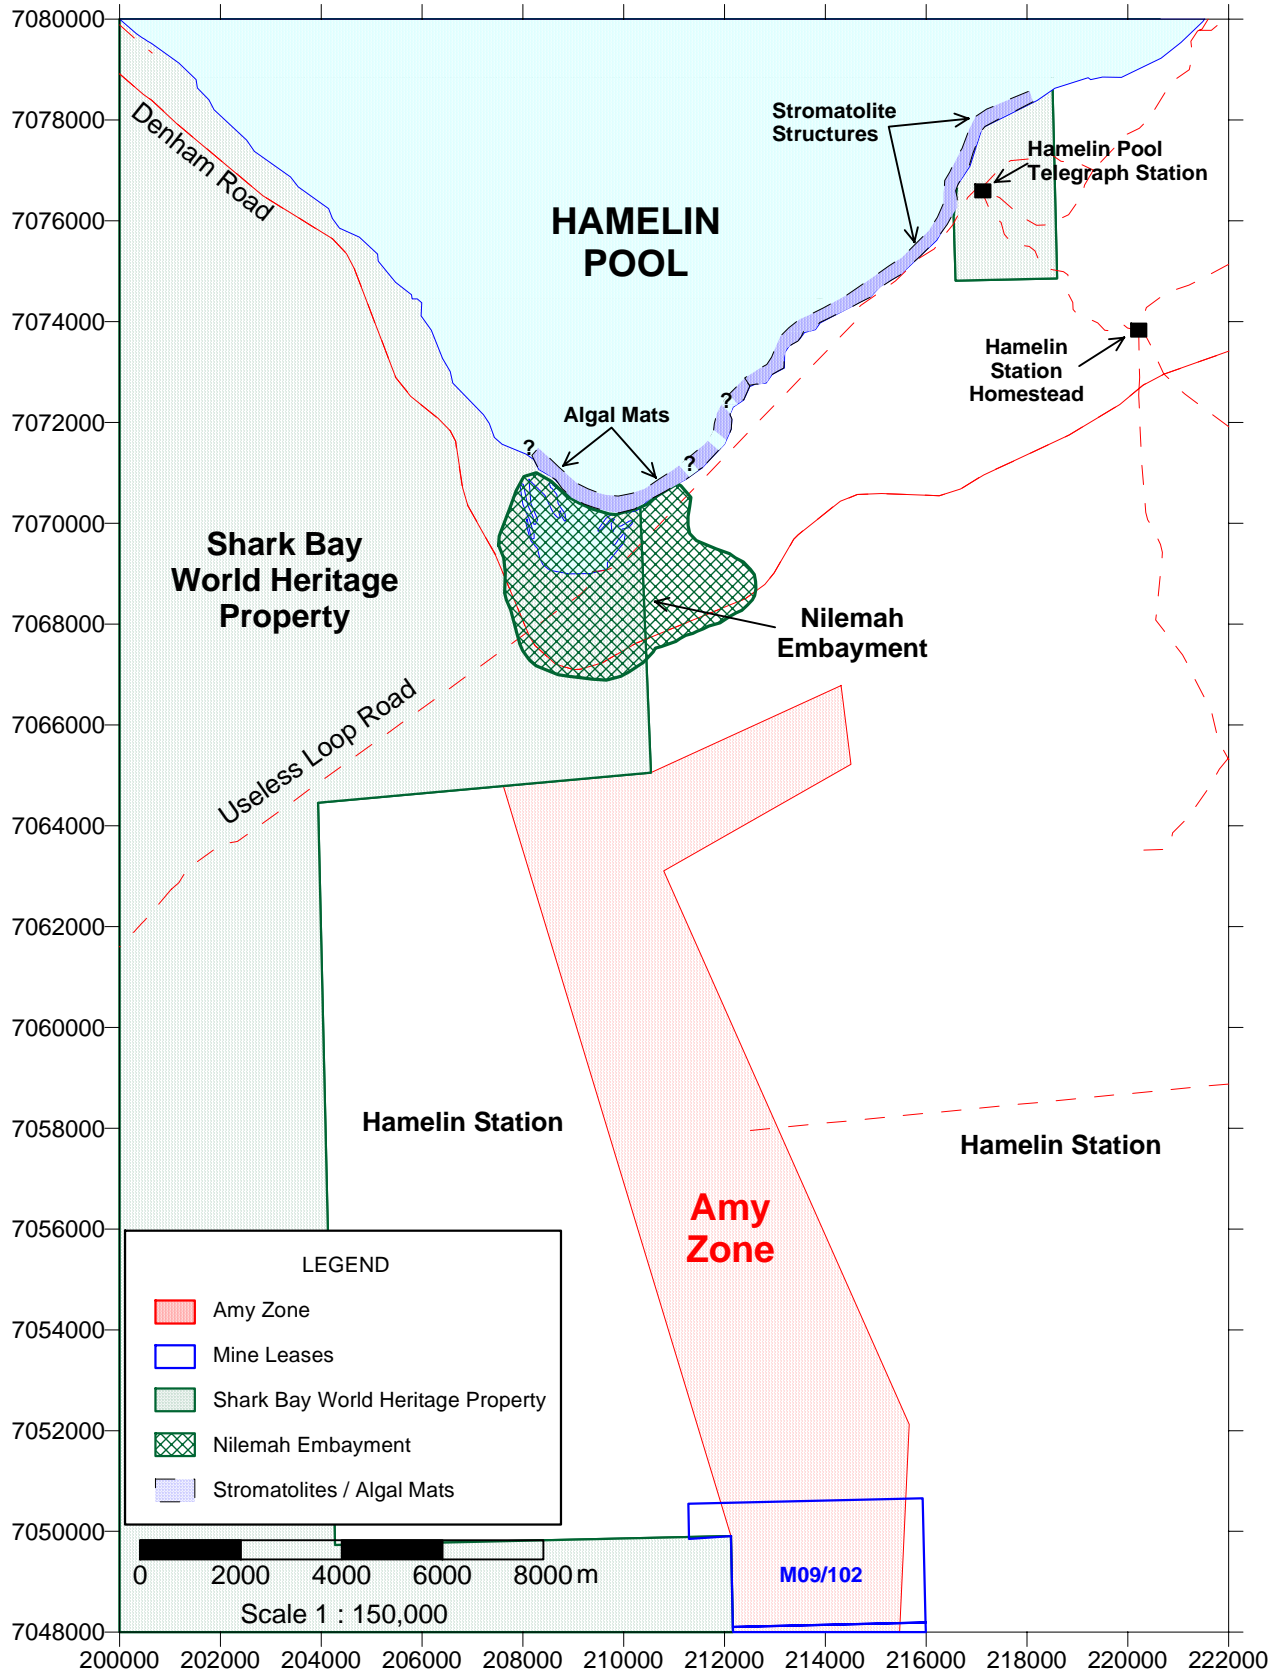 7080000
7078000
7076000
7074000
7072000
7070000
7068000
7066000
7064000
7062000
7060000
7058000
7056000
7054000
7052000
7050000
7048000
Denham Road
HAMELIN
POOL
Stromatolite
Structures
Hamelin Pool
Telegraph Station
Hamelin
Station
Homestead
Algal Mats
?
?
?
Shark Bay
World Heritage
Property
Nilemah
Embayment
Useless Loop Road
Hamelin Station
Hamelin Station
Amy
Zone
LEGEND
Amy Zone
Mine Leases
Shark Bay World Heritage Property
Nilemah Embayment
Stromatolites / Algal Mats
M09/102
0 2000 4000 6000 8000 m
Scale 1 : 150,000
200000 202000 204000 206000 208000 210000 212000 214000 216000 218000 220000 222000